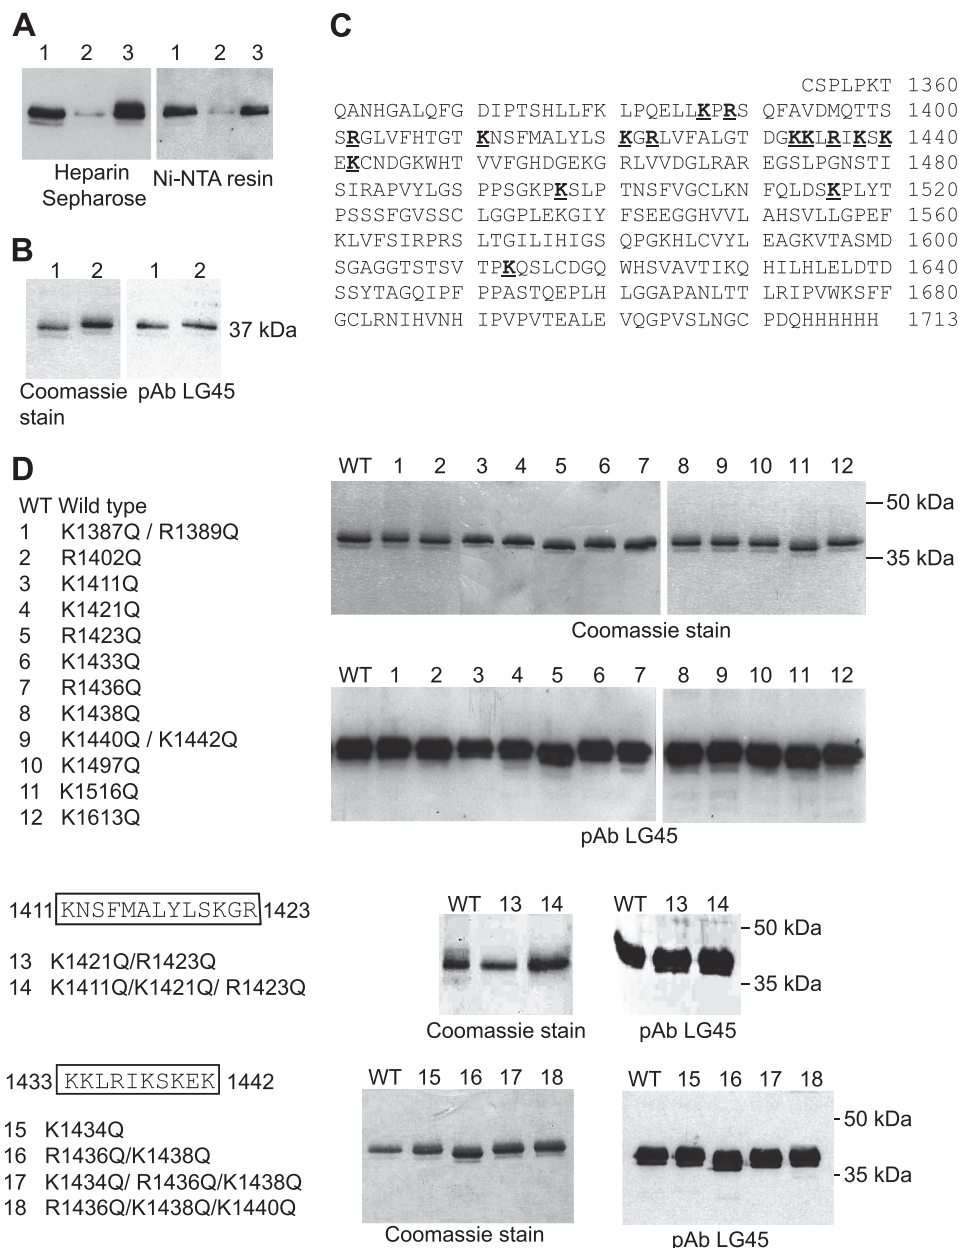 A
1 2 3 1 2 3
Heparin Sepharose
Ni-NTA resin
B
1 2 1 2
37 kDa
Coomassie stain
pAb LG45
C
CSPLPKT 1360
QANHGALQFG DIPTSHLLFK LPQELLKPRS QFAVDMQTTS 1400
SRGLVFHTGT KNSFMALYLS KGRLVFALGT DGKKLRIKSK 1440
EKCNDGKWHT VVFGHDGEKG RLVVDGLRAR EGSLPGNSTI 1480
SIRAPVYLGS PPSGKPKSLP TNSFVGCLKN FQLDSKPLYT 1520
PSSSFGVSSC LGGPLEKGIY FSEEGGHVVL AHSVLLGPEF 1560
KLVFSIRPRS LTGILIHIGS QPGKHLCVYL EAGKVTASMD 1600
SGAGGTSTSV TPKQSLCDGQ WHSVAVTIKQ HILHLELDTD 1640
SSYTAGQIPF PPASTQEPLH LGGAPANLTT LRIPVWKSFF 1680
GCLRNIHVNH IPVPVTEALE VQGPVSLNGC PDQHHHHHH 1713
D
WT Wild type
1 K1387Q / R1389Q
2 R1402Q
3 K1411Q
4 K1421Q
5 R1423Q
6 K1433Q
7 R1436Q
8 K1438Q
9 K1440Q / K1442Q
10 K1497Q
11 K1516Q
12 K1613Q
WT 1 2 3 4 5 6 7 8 9 10 11 12
50 kDa
35 kDa
Coomassie stain
WT 1 2 3 4 5 6 7 8 9 10 11 12
pAb LG45
1411 KNSFMALYLSKGR 1423
13 K1421Q/R1423Q
14 K1411Q/K1421Q/ R1423Q
WT 13 14
Coomassie stain
WT 13 14
50 kDa
35 kDa
pAb LG45
1433 KKLRIKSKEK 1442
15 K1434Q
16 R1436Q/K1438Q
17 K1434Q/ R1436Q/K1438Q
18 R1436Q/K1438Q/K1440Q
WT 15 16 17 18
Coomassie stain
WT 15 16 17 18
50 kDa
35 kDa
pAb LG45